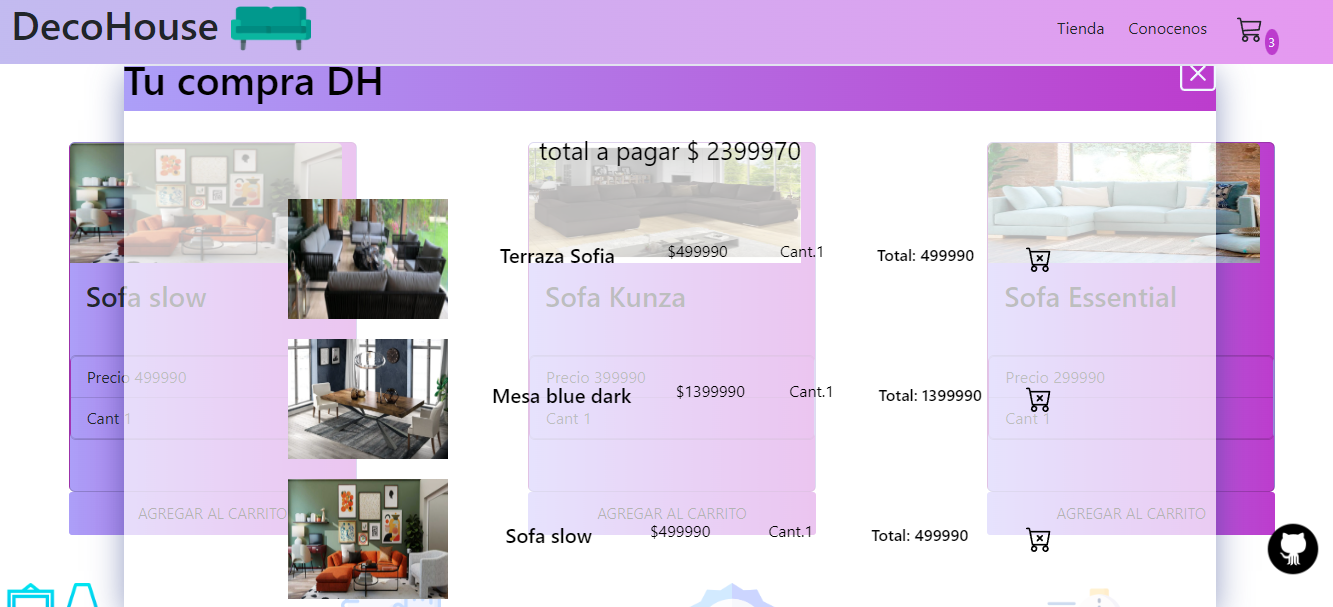 DecoHouse
Tienda Conocenos 3
Tu compra DH
total a pagar $ 2399970
Terraza Sofia $499990 Cant.1 Total: 499990
Sofa slow Sofa Kunza Sofa Essential
Precio 499990 Precio 399990 Precio 299990
Mesa blue dark $1399990 Cant.1 Total: 1399990
Cant 1 Cant 1 Cant 1
AGREGAR AL CARRITO AGREGAR AL CARRITO AGREGAR AL CARRITO
Sofa slow $499990 Cant.1 Total: 499990